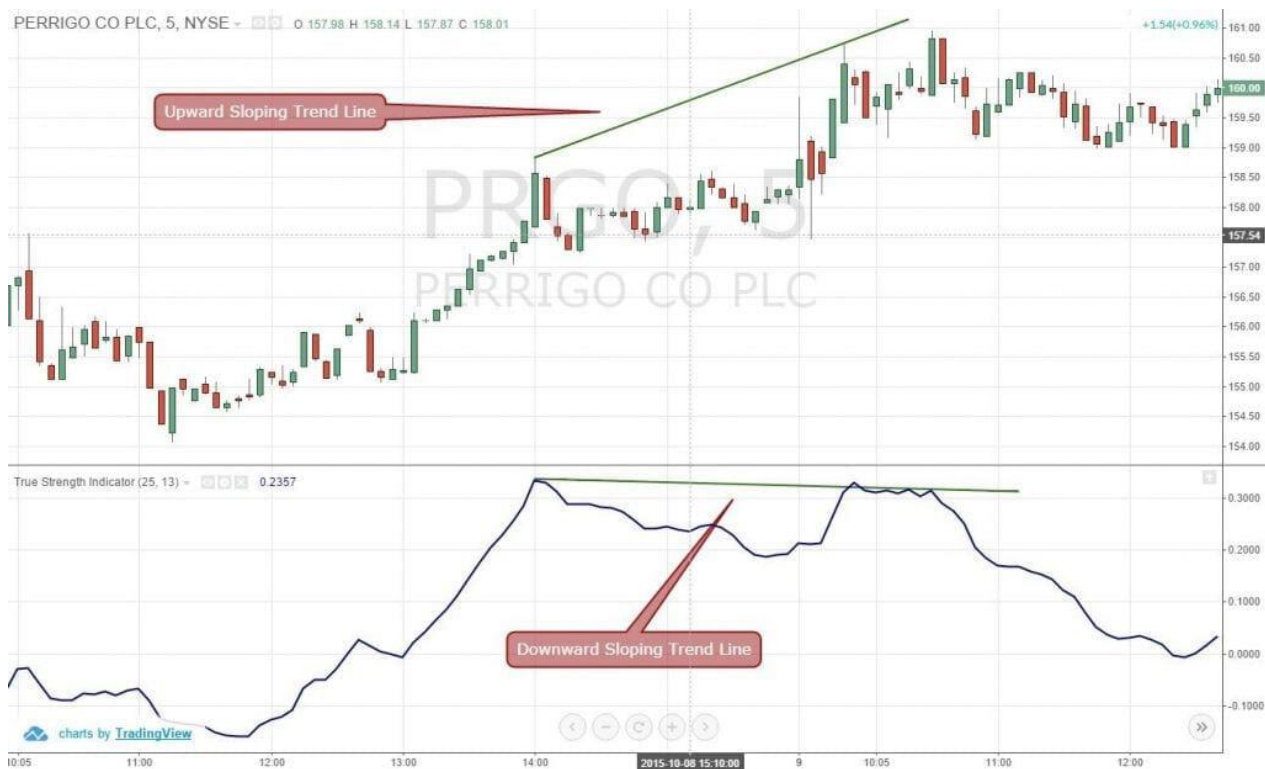 PERRIGO CO PLC, 5, NYSE O 157.98 H 158.14 L 157.87 C 158.01
+1.54(+0.96%)
161.00
160.50
160.00
159.50
159.00
158.50
158.00
157.54
157.00
156.50
156.00
155.50
155.00
154.50
154.00
Upward Sloping Trend Line
PRGO, 5
PERRIGO CO PLC
True Strength Indicator (25, 13) 0.2357
0.3000
0.2000
0.1000
0.0000
-0.1000
Downward Sloping Trend Line
charts by TradingView
10:05 11:00 12:00 13:00 14:00 2015-10-08 15:10:00 9 10:05 11:00 12:00